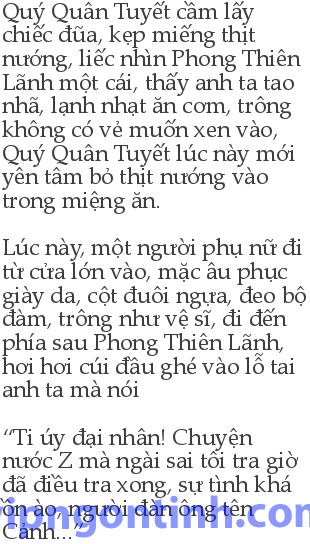 Quý Quân Tuyết cầm lấy
chiếc đũa, kẹp miếng thịt
nướng, liếc nhìn Phong Thiên
Lãnh một cái, thấy anh ta tao
nhã, lạnh nhạt ăn cơm, trông
không có vẻ muốn xen vào,
Quý Quân Tuyết lúc này mới
yên tâm bỏ thịt nướng vào
trong miệng ăn.
Lúc này, một người phụ nữ đi
từ cửa lớn vào, mặc âu phục
giày da, cột đuôi ngựa, đeo bộ
đàm, trông như vệ sĩ, đi đến
phía sau Phong Thiên Lãnh,
hơi hơi cúi đầu ghé vào lỗ tai
anh ta mà nói
“Ti úy đại nhân! Chuyện
nước Z mà ngài sai tôi tra giờ
đã điều tra xong, sự tình khá
ồn ào, người đàn ông tên
Cảnh...”
vipngontinh.com